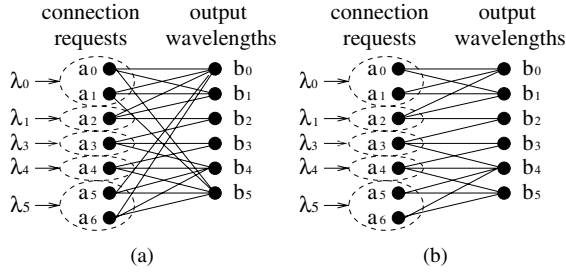 connection requests
output wavelengths
λ0
λ1
λ3
λ4
λ5
a0
a1
a2
a3
a4
a5
a6
b0
b1
b2
b3
b4
b5
(a)
connection requests
output wavelengths
λ0
λ1
λ3
λ4
λ5
a0
a1
a2
a3
a4
a5
a6
b0
b1
b2
b3
b4
b5
(b)